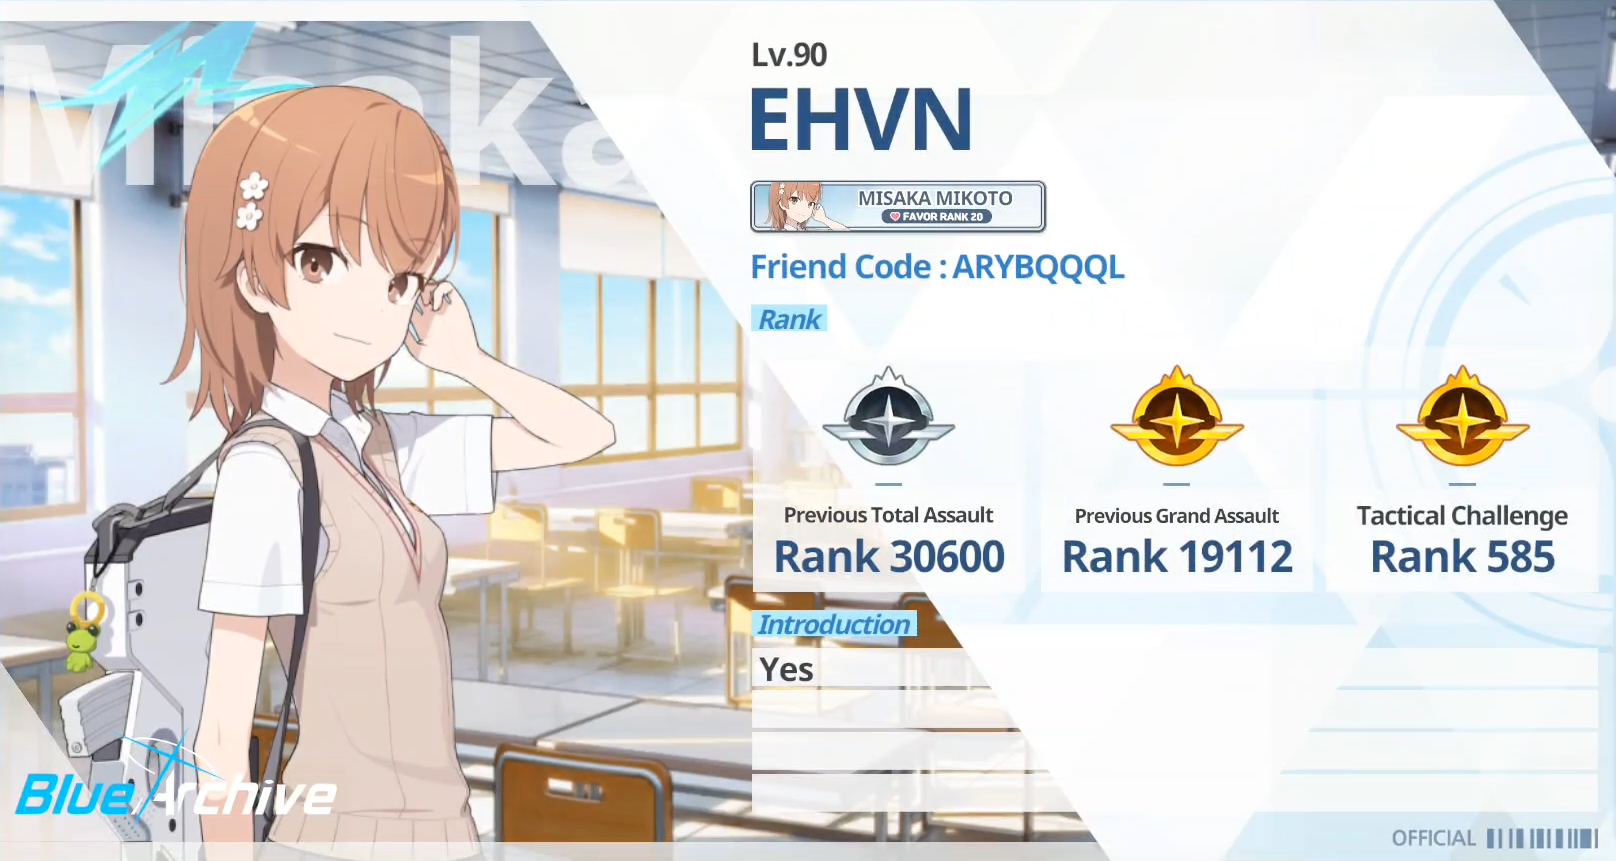 Misaka
Lv.90
EHVN
MISAKA MIKOTO
FAVOR RANK 20
Friend Code : ARYBQQQL
Rank
Previous Total Assault
Rank 30600
Previous Grand Assault
Rank 19112
Tactical Challenge
Rank 585
Introduction
Yes
Blue Archive
OFFICIAL